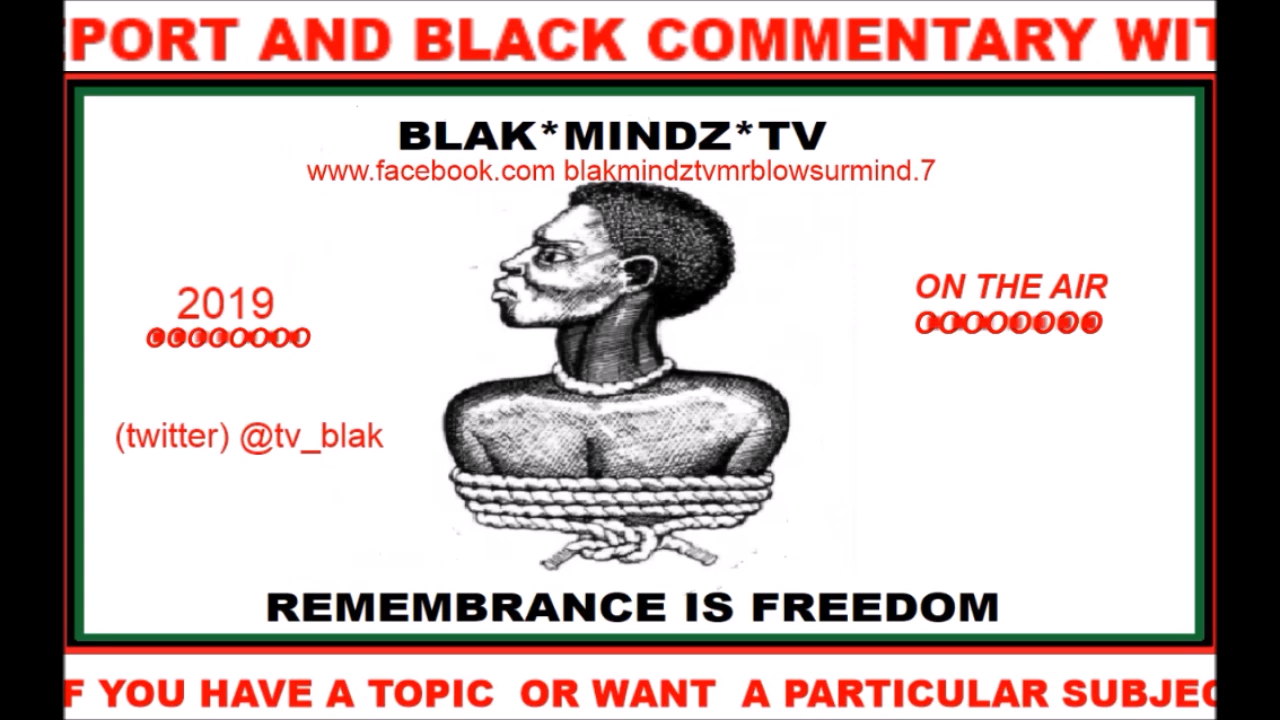 PORT AND BLACK COMMENTARY WIT
BLAK*MINDZ*TV
www.facebook.com blakmindztvmrblowsurmind.7
2019
ON THE AIR
(twitter) @tv_blak
REMEMBRANCE IS FREEDOM
F YOU HAVE A TOPIC OR WANT A PARTICULAR SUBJEC